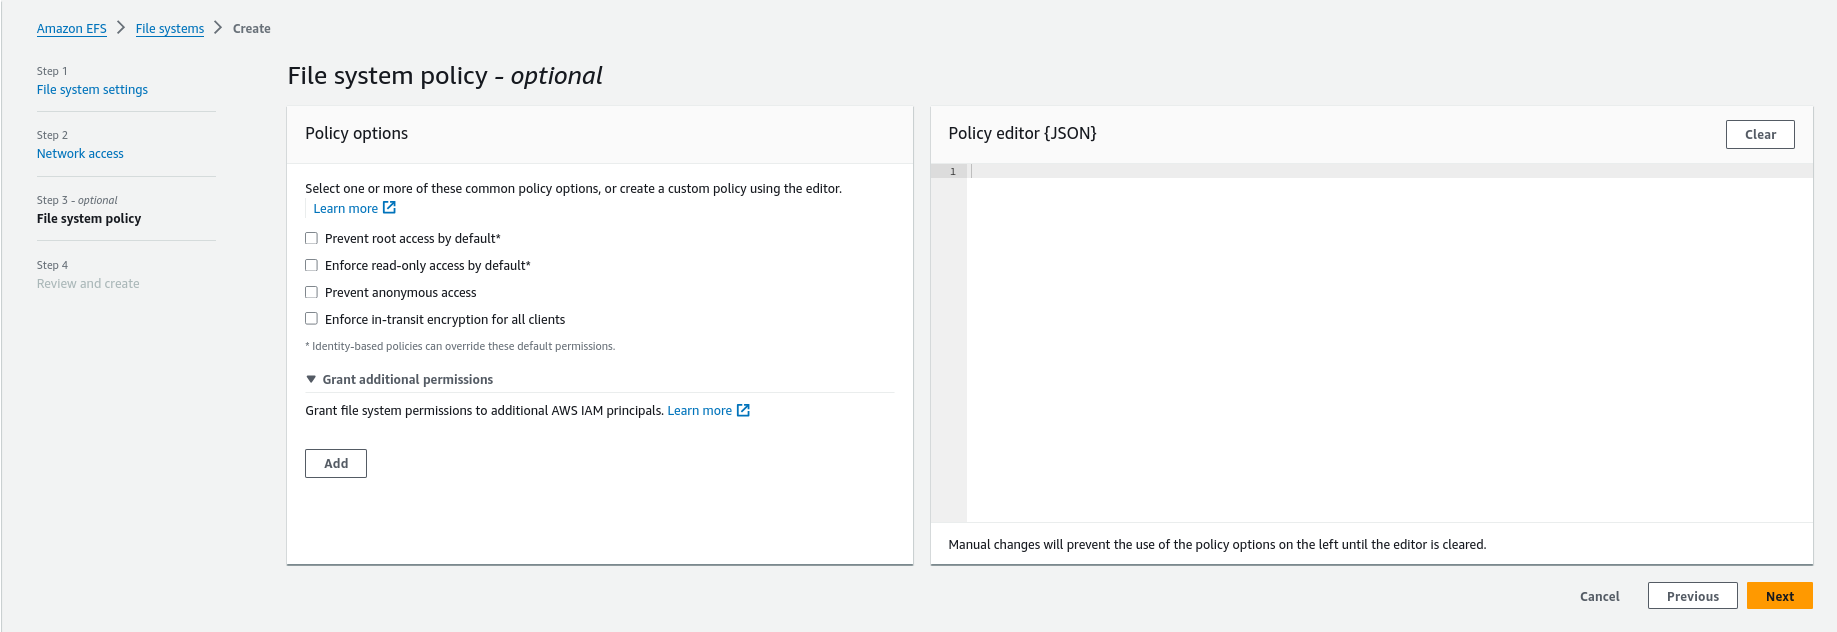 Amazon EFS > File systems > Create
Step 1
File system settings
Step 2
Network access
Step 3 - optional
File system policy
Step 4
Review and create
File system policy - optional
Policy options
Select one or more of these common policy options, or create a custom policy using the editor.
Learn more
Prevent root access by default*
Enforce read-only access by default*
Prevent anonymous access
Enforce in-transit encryption for all clients
* Identity-based policies can override these default permissions.
Grant additional permissions
Grant file system permissions to additional AWS IAM principals. Learn more
Add
Policy editor {JSON}
Clear
1
Manual changes will prevent the use of the policy options on the left until the editor is cleared.
Cancel
Previous
Next